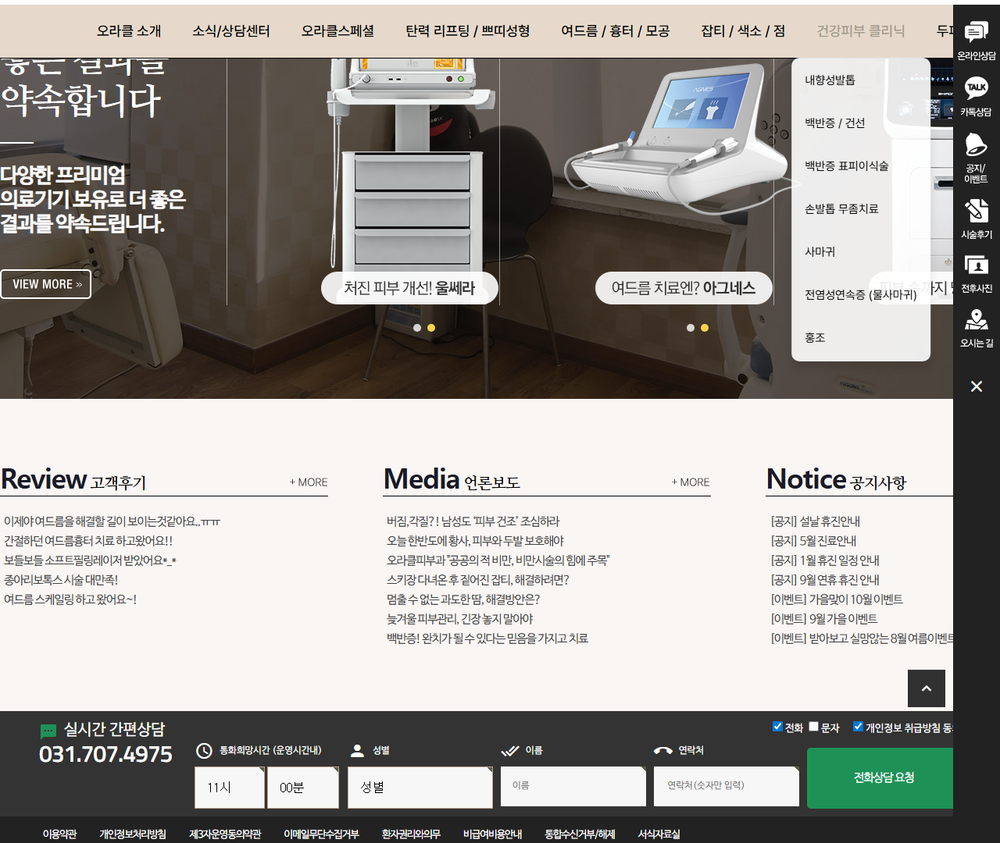 오라클 소개 소식/상담센터 오라클스페셜 탄력 리프팅 / 쁘띠성형 여드름 / 흉터 / 모공 잡티 / 색소 / 점 건강피부 클리닉
온라인상담
카톡상담
공지/
이벤트
시술후기
전후사진
오시는 길
✕
좋은 결과를
약속합니다
다양한 프리미엄
의료기기 보유로 더 좋은
결과를 약속드립니다.
VIEW MORE »
AGNES
처진 피부 개선! 울쎄라
여드름 치료엔? 아그네스
내향성발톱
백반증 / 건선
백반증 표피이식술
손발톱 무좀치료
사마귀
전염성연속증 (물사마귀)
홍조
Review 고객후기 + MORE
이제야 여드름을 해결할 길이 보이는것같아요..ㅠㅠ
간절하던 여드름흉터 치료 하고왔어요!!
보들보들 소프트필링레이저 받았어요*_*
종아리보톡스 시술 대만족!
여드름 스케일링 하고 왔어요~!
Media 언론보도 + MORE
버짐,각질?! 남성도 ‘피부 건조’ 조심하라
오늘 한반도에 황사, 피부와 두발 보호해야
오라클피부과 "공공의 적 비만, 비만시술의 힘에 주목"
스키장 다녀온 후 짙어진 잡티, 해결하려면?
멈출 수 없는 과도한 땀, 해결방안은?
늦겨울 피부관리, 긴장 놓지 말아야
백반증! 완치가 될 수 있다는 믿음을 가지고 치료
Notice 공지사항
[공지] 설날 휴진안내
[공지] 5월 진료안내
[공지] 1월 휴진 일정 안내
[공지] 9월 연휴 휴진 안내
[이벤트] 가을맞이 10월 이벤트
[이벤트] 9월 가을 이벤트
[이벤트] 받아보고 실망않는 8월 여름이벤트
실시간 간편상담
031.707.4975
통화희망시간 (운영시간내)
11시 00분
성별
성별
이름
이름
연락처
연락처(숫자만 입력)
전화 문자 개인정보 취급방침
전화상담 요청
이용약관 개인정보처리방침 제3자운영동의약관 이메일무단수집거부 환자권리와의무 비급여비용안내 통합수신거부/해제 서식자료실